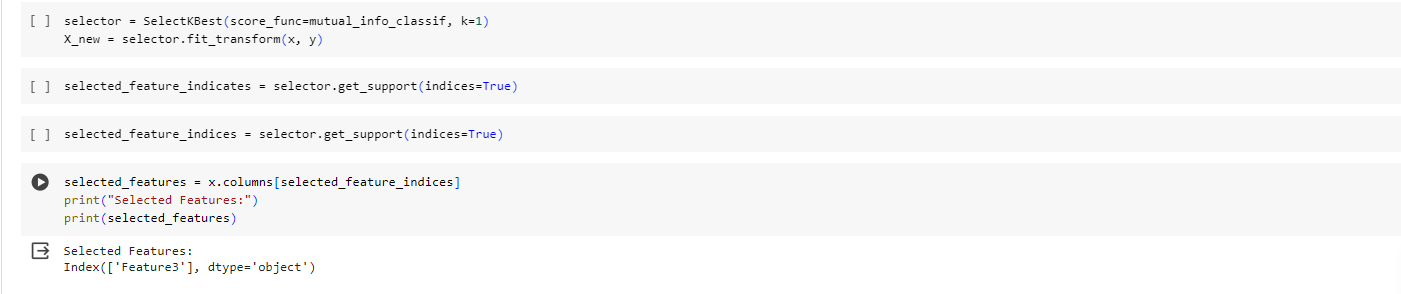 [ ] selector = SelectKBest(score_func=mutual_info_classif, k=1)
X_new = selector.fit_transform(x, y)
[ ] selected_feature_indicates = selector.get_support(indices=True)
[ ] selected_feature_indices = selector.get_support(indices=True)
selected_features = x.columns[selected_feature_indices]
print("Selected Features:")
print(selected_features)
Selected Features:
Index(['Feature3'], dtype='object')